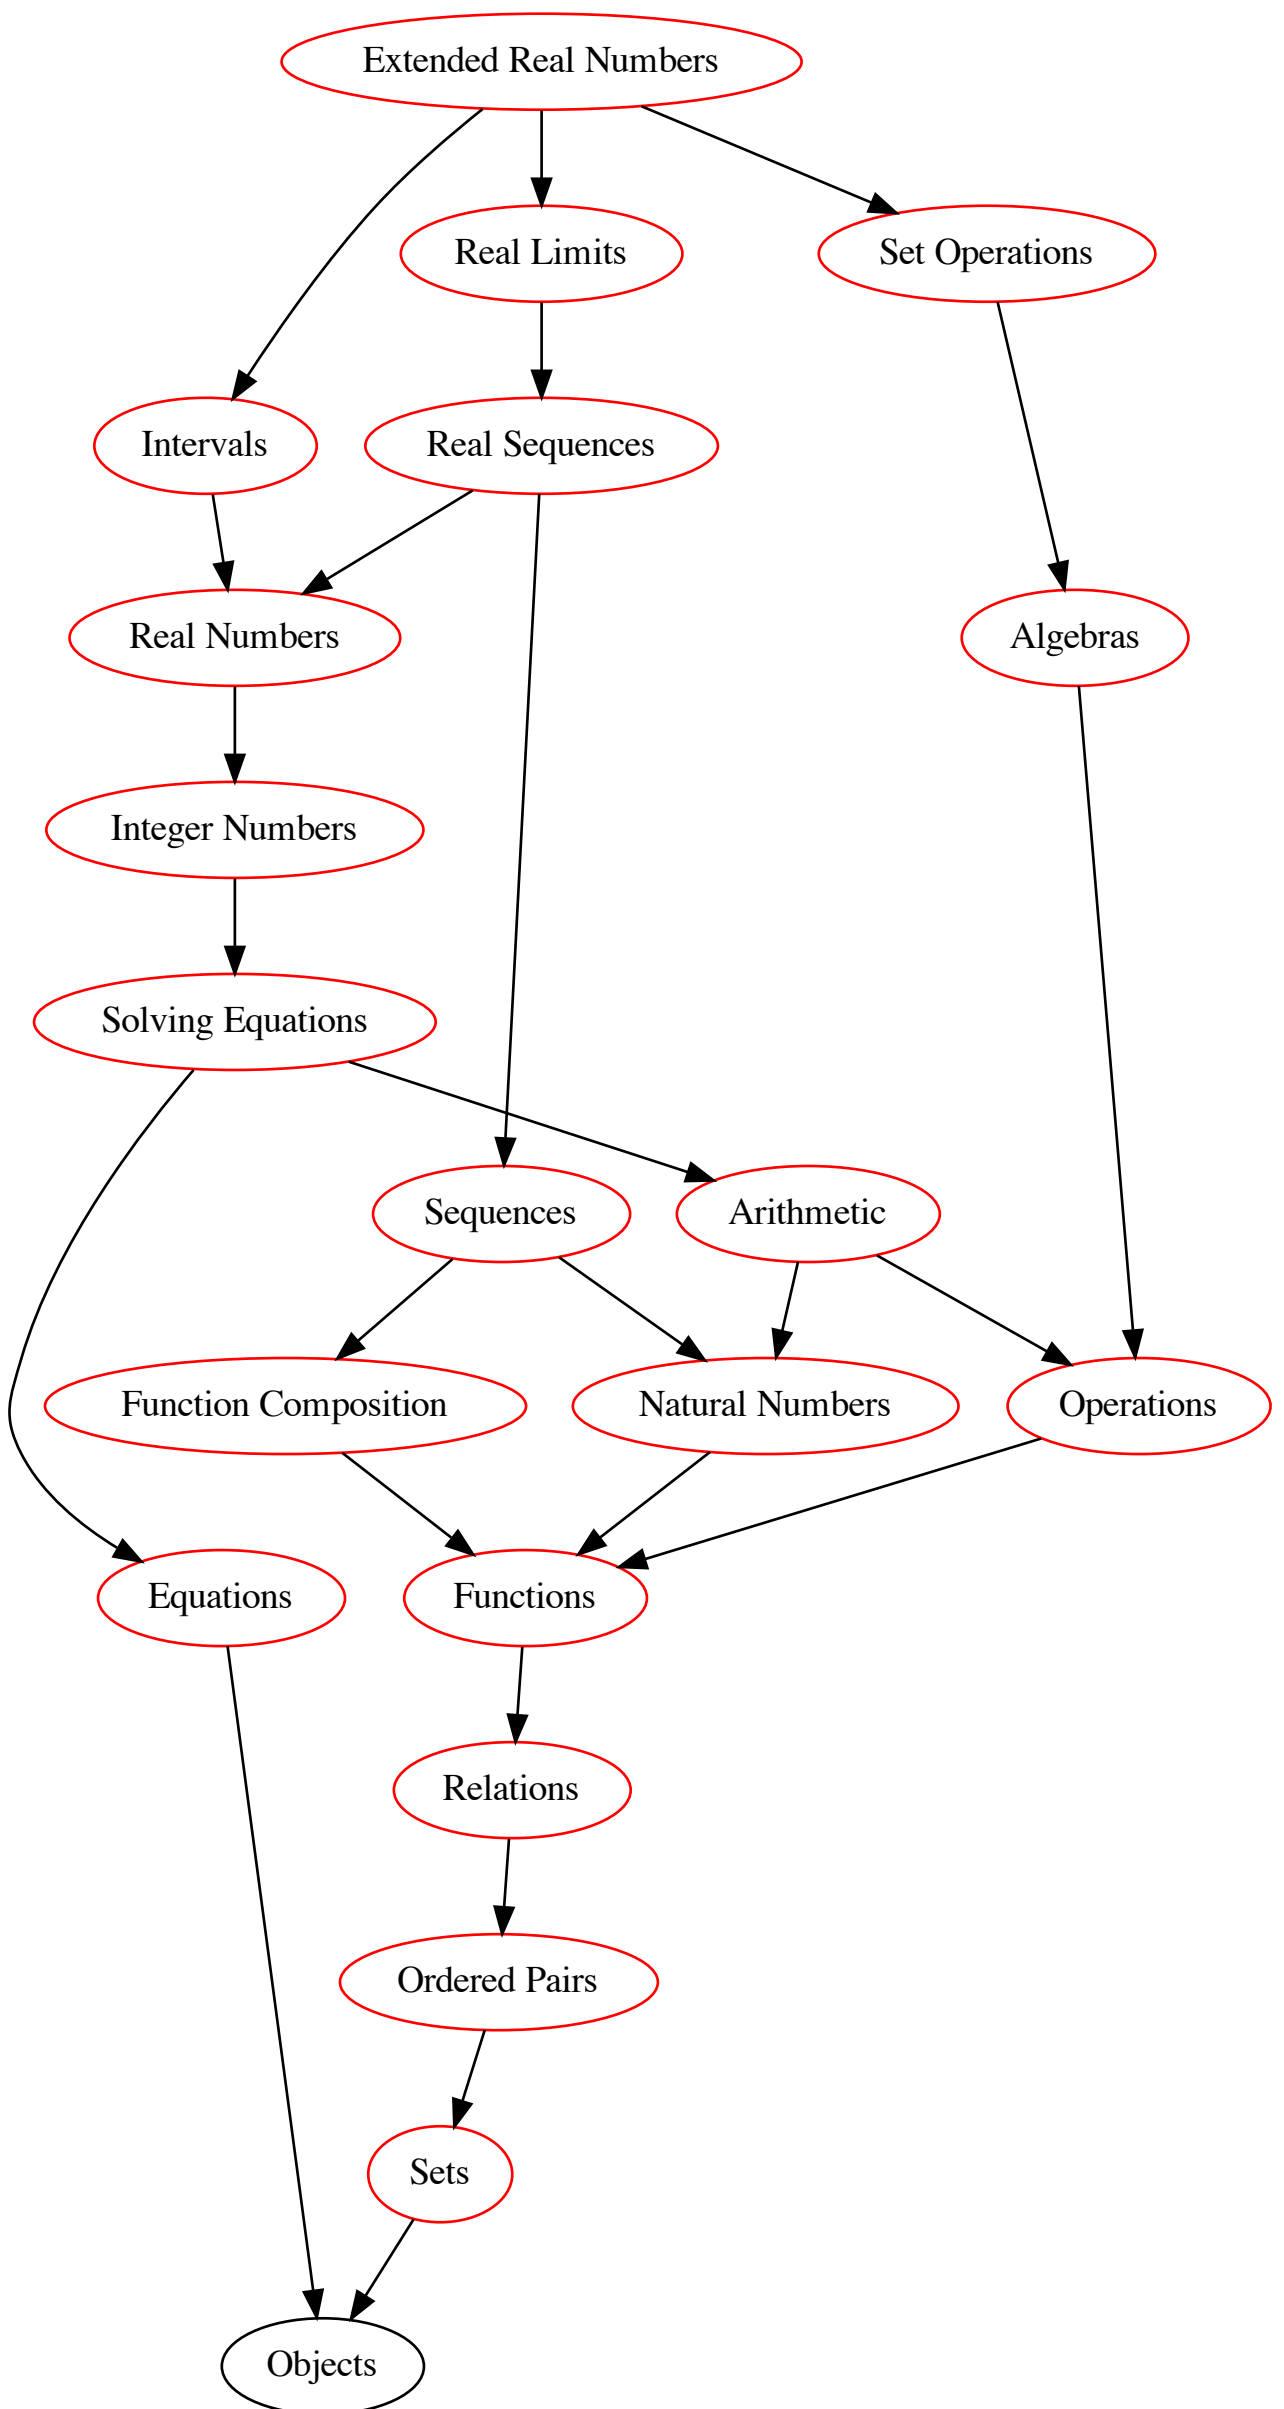 Extended Real Numbers
Real Limits
Set Operations
Intervals
Real Sequences
Real Numbers
Algebras
Integer Numbers
Solving Equations
Sequences
Arithmetic
Function Composition
Natural Numbers
Operations
Equations
Functions
Relations
Ordered Pairs
Sets
Objects